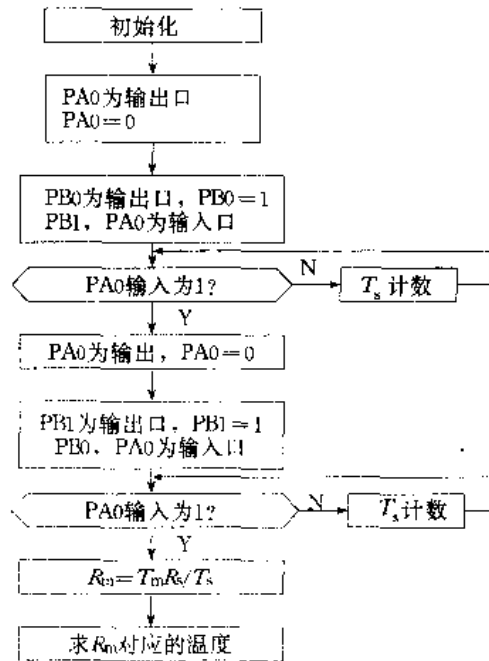 初始化
PA0为输出口
PA0=0
PB0为输出口，PB0=1
PB1，PA0为输入口
PA0输入为1?
N
Ts 计数
Y
PA0为输出，PA0=0
PB1为输出口，PB1=1
PB0，PA0为输入口
PA0输入为1?
N
Ts计数
Y
Rm=TmRs/Ts
求Rm对应的温度